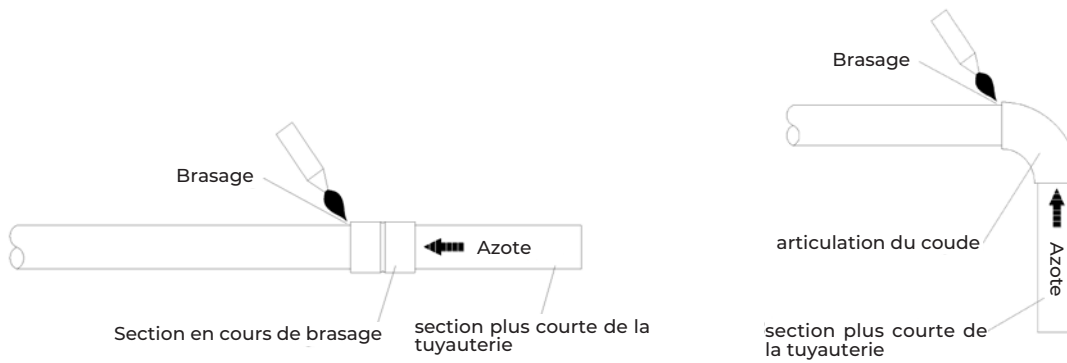 Brasage
Azote
Section en cours de brasage
section plus courte de la
tuyauterie
Brasage
articulation du coude
Azote
section plus courte de
la tuyauterie